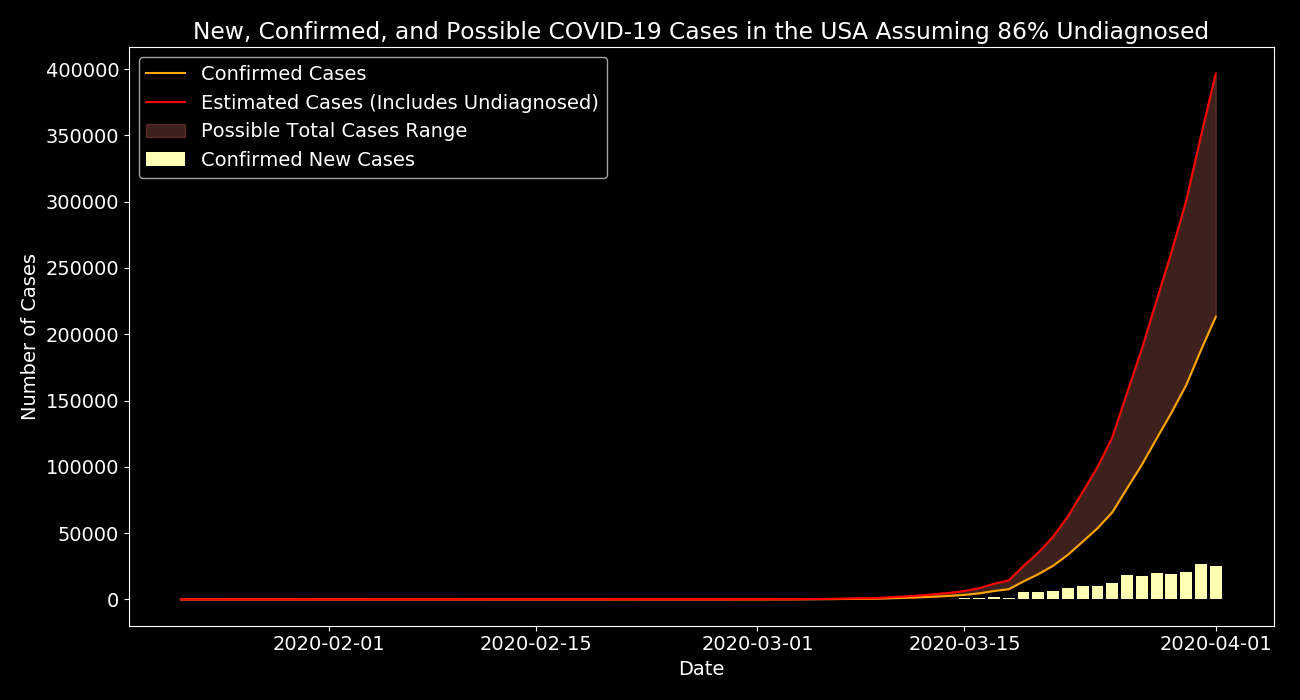 New, Confirmed, and Possible COVID-19 Cases in the USA Assuming 86% Undiagnosed
Confirmed Cases
Estimated Cases (Includes Undiagnosed)
Possible Total Cases Range
Confirmed New Cases
Number of Cases
400000
350000
300000
250000
200000
150000
100000
50000
0
2020-02-01 2020-02-15 2020-03-01 2020-03-15 2020-04-01
Date